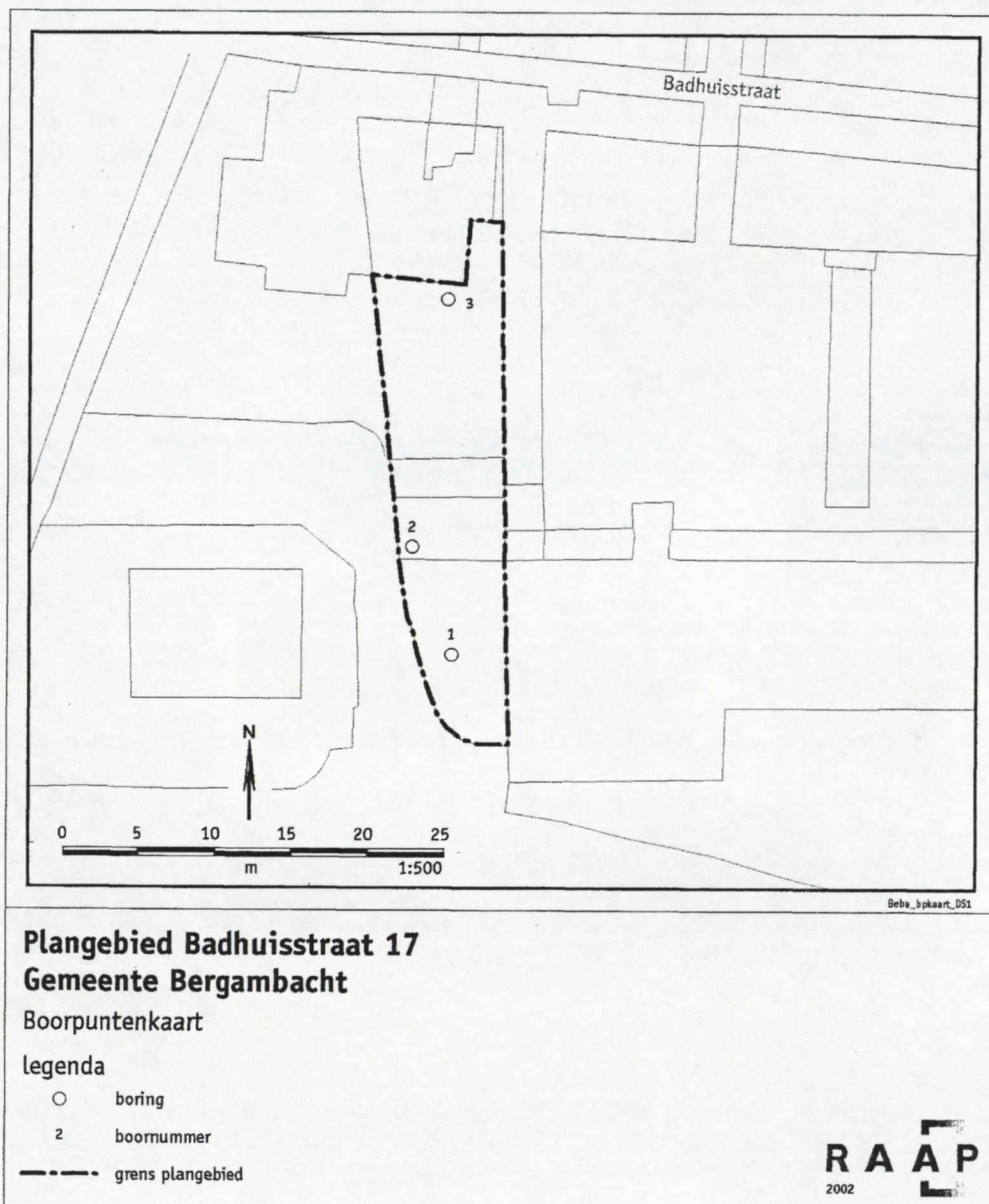 Badhuisstraat
3
2
1
N
0 5 10 15 20 25
m 1:500
Beba_bpkaart_DS1
Plangebied Badhuisstraat 17
Gemeente Bergambacht
Boorpuntenkaart
legenda
boring
2 boornummer
grens plangebied
RAAP
2002